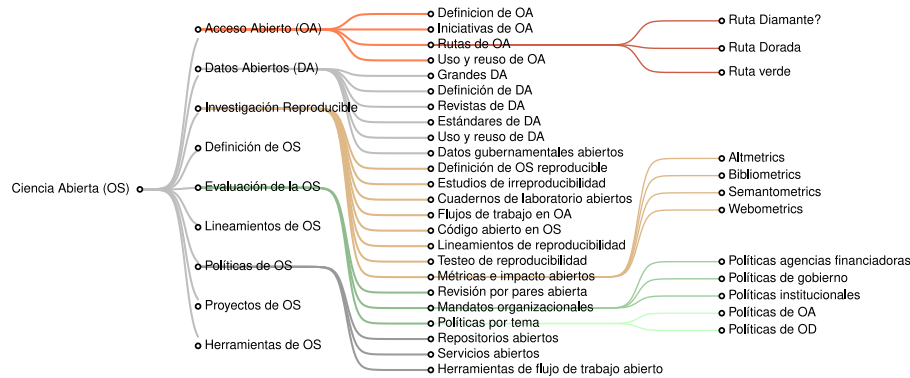 Ciencia Abierta (OS)
Acceso Abierto (OA)
Datos Abiertos (DA)
Investigación Reproducible
Definición de OS
Evaluación de la OS
Lineamientos de OS
Políticas de OS
Proyectos de OS
Herramientas de OS
Definicion de OA
Iniciativas de OA
Rutas de OA
Uso y reuso de OA
Grandes DA
Definición de DA
Revistas de DA
Estándares de DA
Uso y reuso de DA
Datos gubernamentales abiertos
Definición de OS reproducible
Estudios de irreproducibilidad
Cuadernos de laboratorio abiertos
Flujos de trabajo en OA
Código abierto en OS
Lineamientos de reproducibilidad
Testeo de reproducibilidad
Métricas e impacto abiertos
Revisión por pares abierta
Mandatos organizacionales
Políticas por tema
Repositorios abiertos
Servicios abiertos
Herramientas de flujo de trabajo abierto
Ruta Diamante?
Ruta Dorada
Ruta verde
Altmetrics
Bibliometrics
Semantometrics
Webometrics
Políticas agencias financiadoras
Políticas de gobierno
Políticas institucionales
Políticas de OA
Políticas de OD